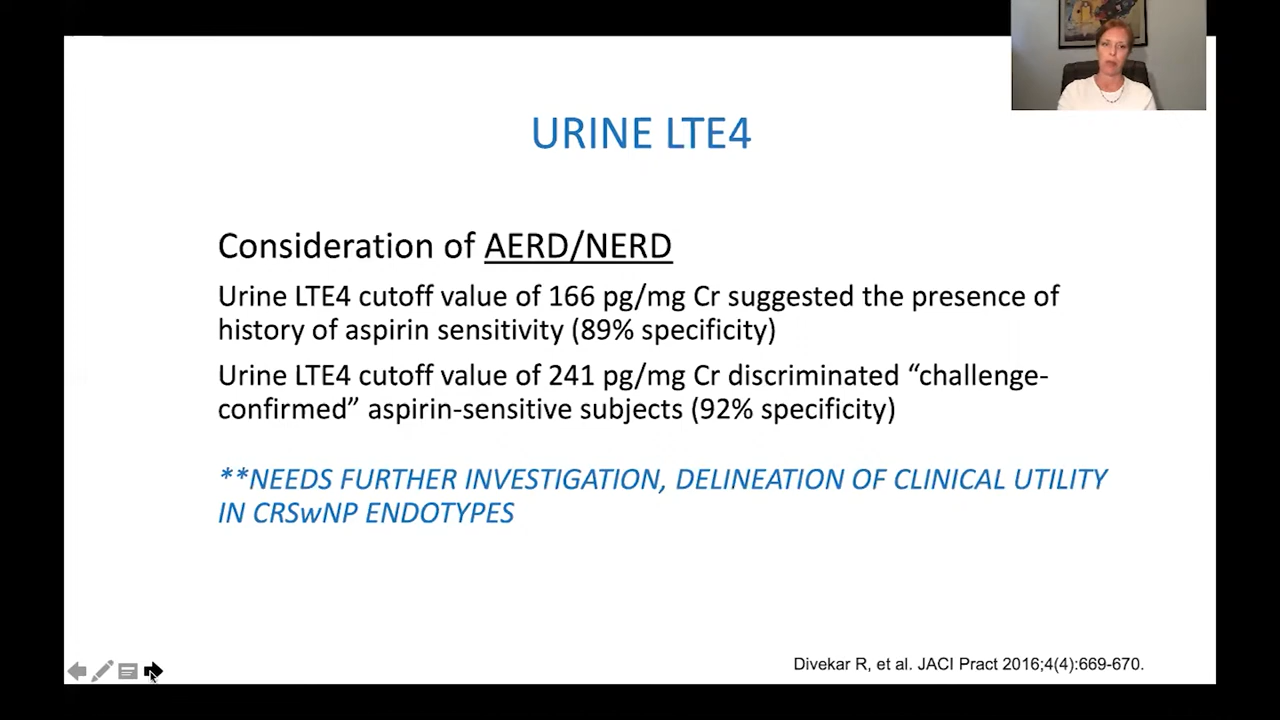 URINE LTE4
Consideration of AERD/NERD
Urine LTE4 cutoff value of 166 pg/mg Cr suggested the presence of
history of aspirin sensitivity (89% specificity)
Urine LTE4 cutoff value of 241 pg/mg Cr discriminated “challenge-
confirmed” aspirin-sensitive subjects (92% specificity)
**NEEDS FURTHER INVESTIGATION, DELINEATION OF CLINICAL UTILITY
IN CRSwNP ENDOTYPES
Divekar R, et al. JACI Pract 2016;4(4):669-670.